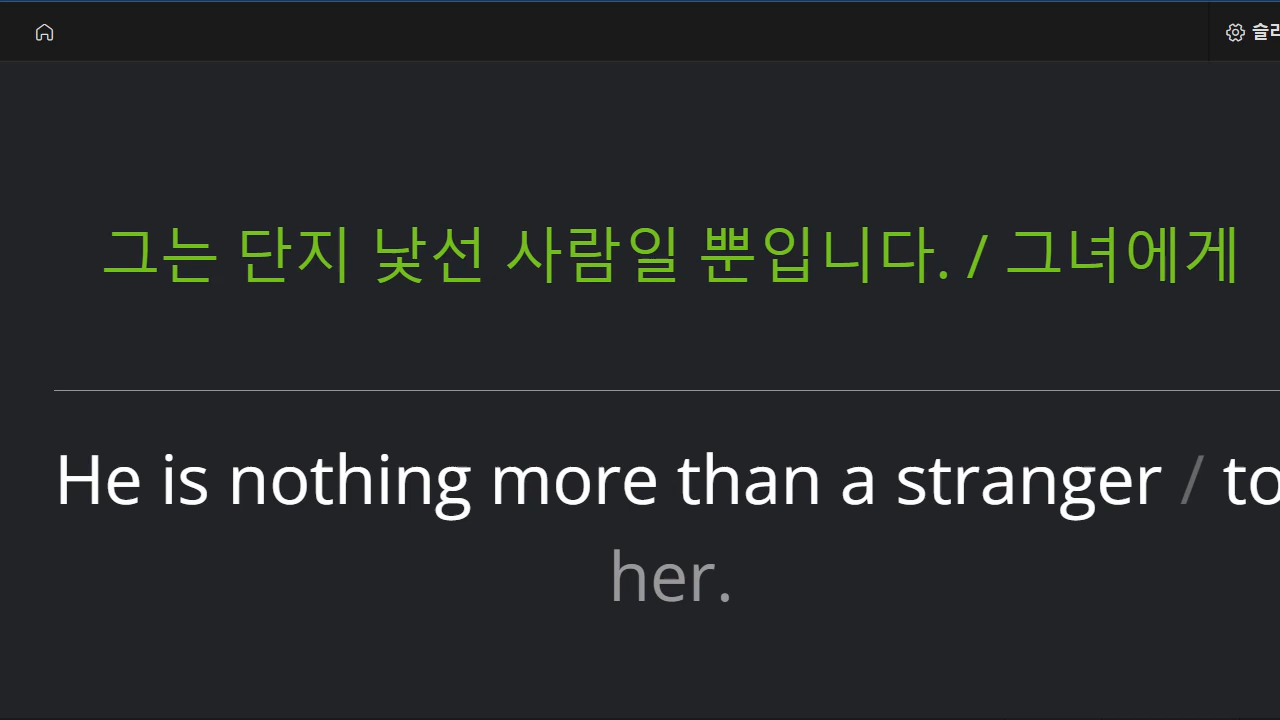 그는 단지 낯선 사람일 뿐입니다. / 그녀에게
He is nothing more than a stranger / to
her.